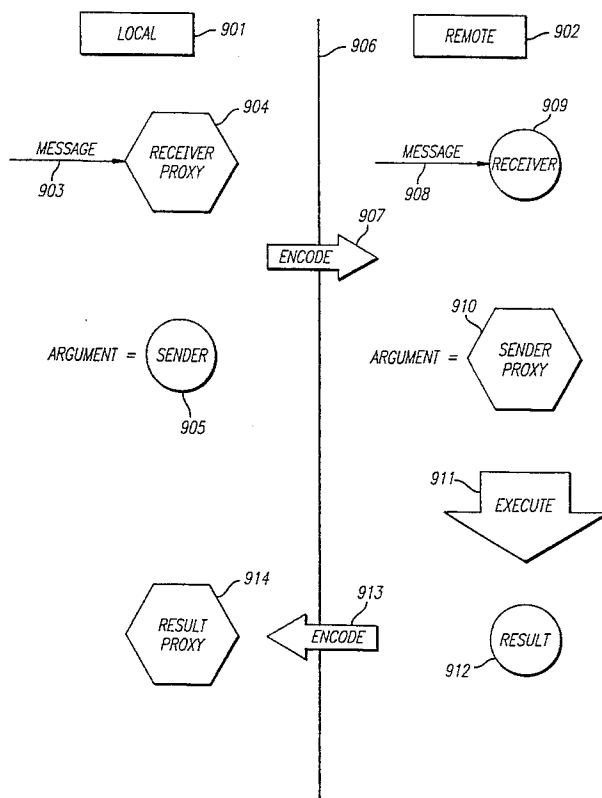 LOCAL 901
906
REMOTE 902
904
909
MESSAGE
903
RECEIVER
PROXY
MESSAGE
908
RECEIVER
907
ENCODE
910
ARGUMENT = SENDER
905
ARGUMENT = SENDER
PROXY
911
EXECUTE
914
913
RESULT
PROXY
ENCODE
RESULT
912